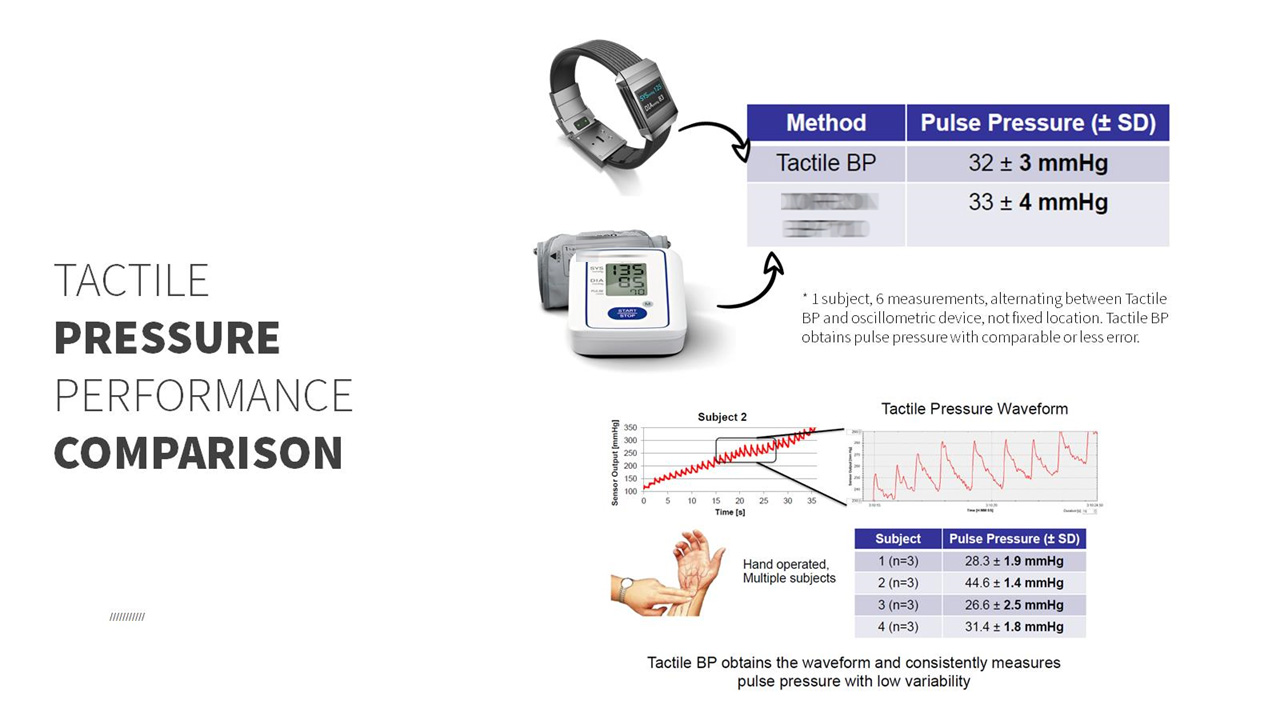 TACTILE
PRESSURE
PERFORMANCE
COMPARISON
///////////
SYS 125
DIA 83
Method Pulse Pressure (± SD)
Tactile BP 32 ± 3 mmHg
33 ± 4 mmHg
SYS 135
DIA 85
70
M
START
STOP
* 1 subject, 6 measurements, alternating between Tactile
BP and oscillometric device, not fixed location. Tactile BP
obtains pulse pressure with comparable or less error.
Subject 2
Sensor Output [mmHg]
350
300
250
200
150
100
0 5 10 15 20 25 30 35
Time [s]
Tactile Pressure Waveform
Hand operated,
Multiple subjects
Subject Pulse Pressure (± SD)
1 (n=3) 28.3 ± 1.9 mmHg
2 (n=3) 44.6 ± 1.4 mmHg
3 (n=3) 26.6 ± 2.5 mmHg
4 (n=3) 31.4 ± 1.8 mmHg
Tactile BP obtains the waveform and consistently measures
pulse pressure with low variability